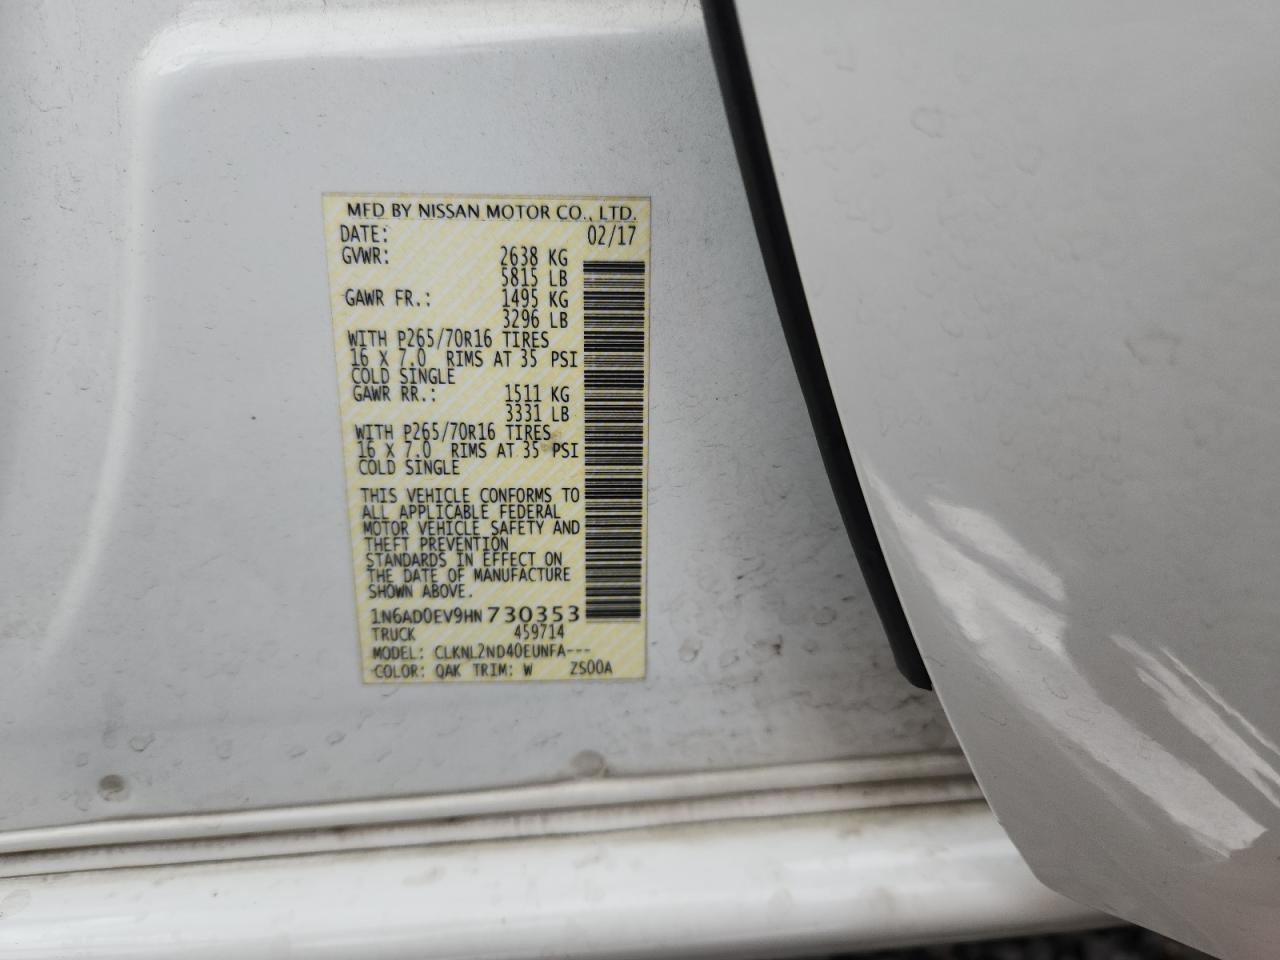 MFD BY NISSAN MOTOR CO., LTD.
DATE: 02/17
GVWR: 2638 KG
5815 LB
GAWR FR.: 1495 KG
3296 LB
WITH P265/70R16 TIRES
16 X 7.0 RIMS AT 35 PSI
COLD SINGLE
GAWR RR.: 1511 KG
3331 LB
WITH P265/70R16 TIRES
16 X 7.0 RIMS AT 35 PSI
COLD SINGLE
THIS VEHICLE CONFORMS TO
ALL APPLICABLE FEDERAL
MOTOR VEHICLE SAFETY AND
THEFT PREVENTION
STANDARDS IN EFFECT ON
THE DATE OF MANUFACTURE
SHOWN ABOVE.
1N6AD0EV9HN730353
TRUCK 459714
MODEL: CLKNL2ND40EUNFA---
COLOR: QAK TRIM: W ZS00A